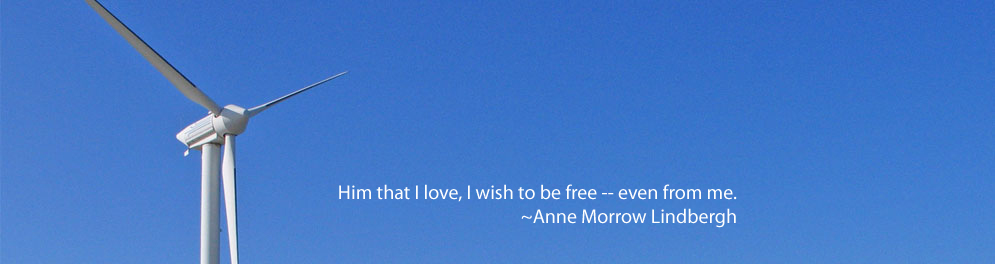 Him that I love, I wish to be free -- even from me.
~Anne Morrow Lindbergh